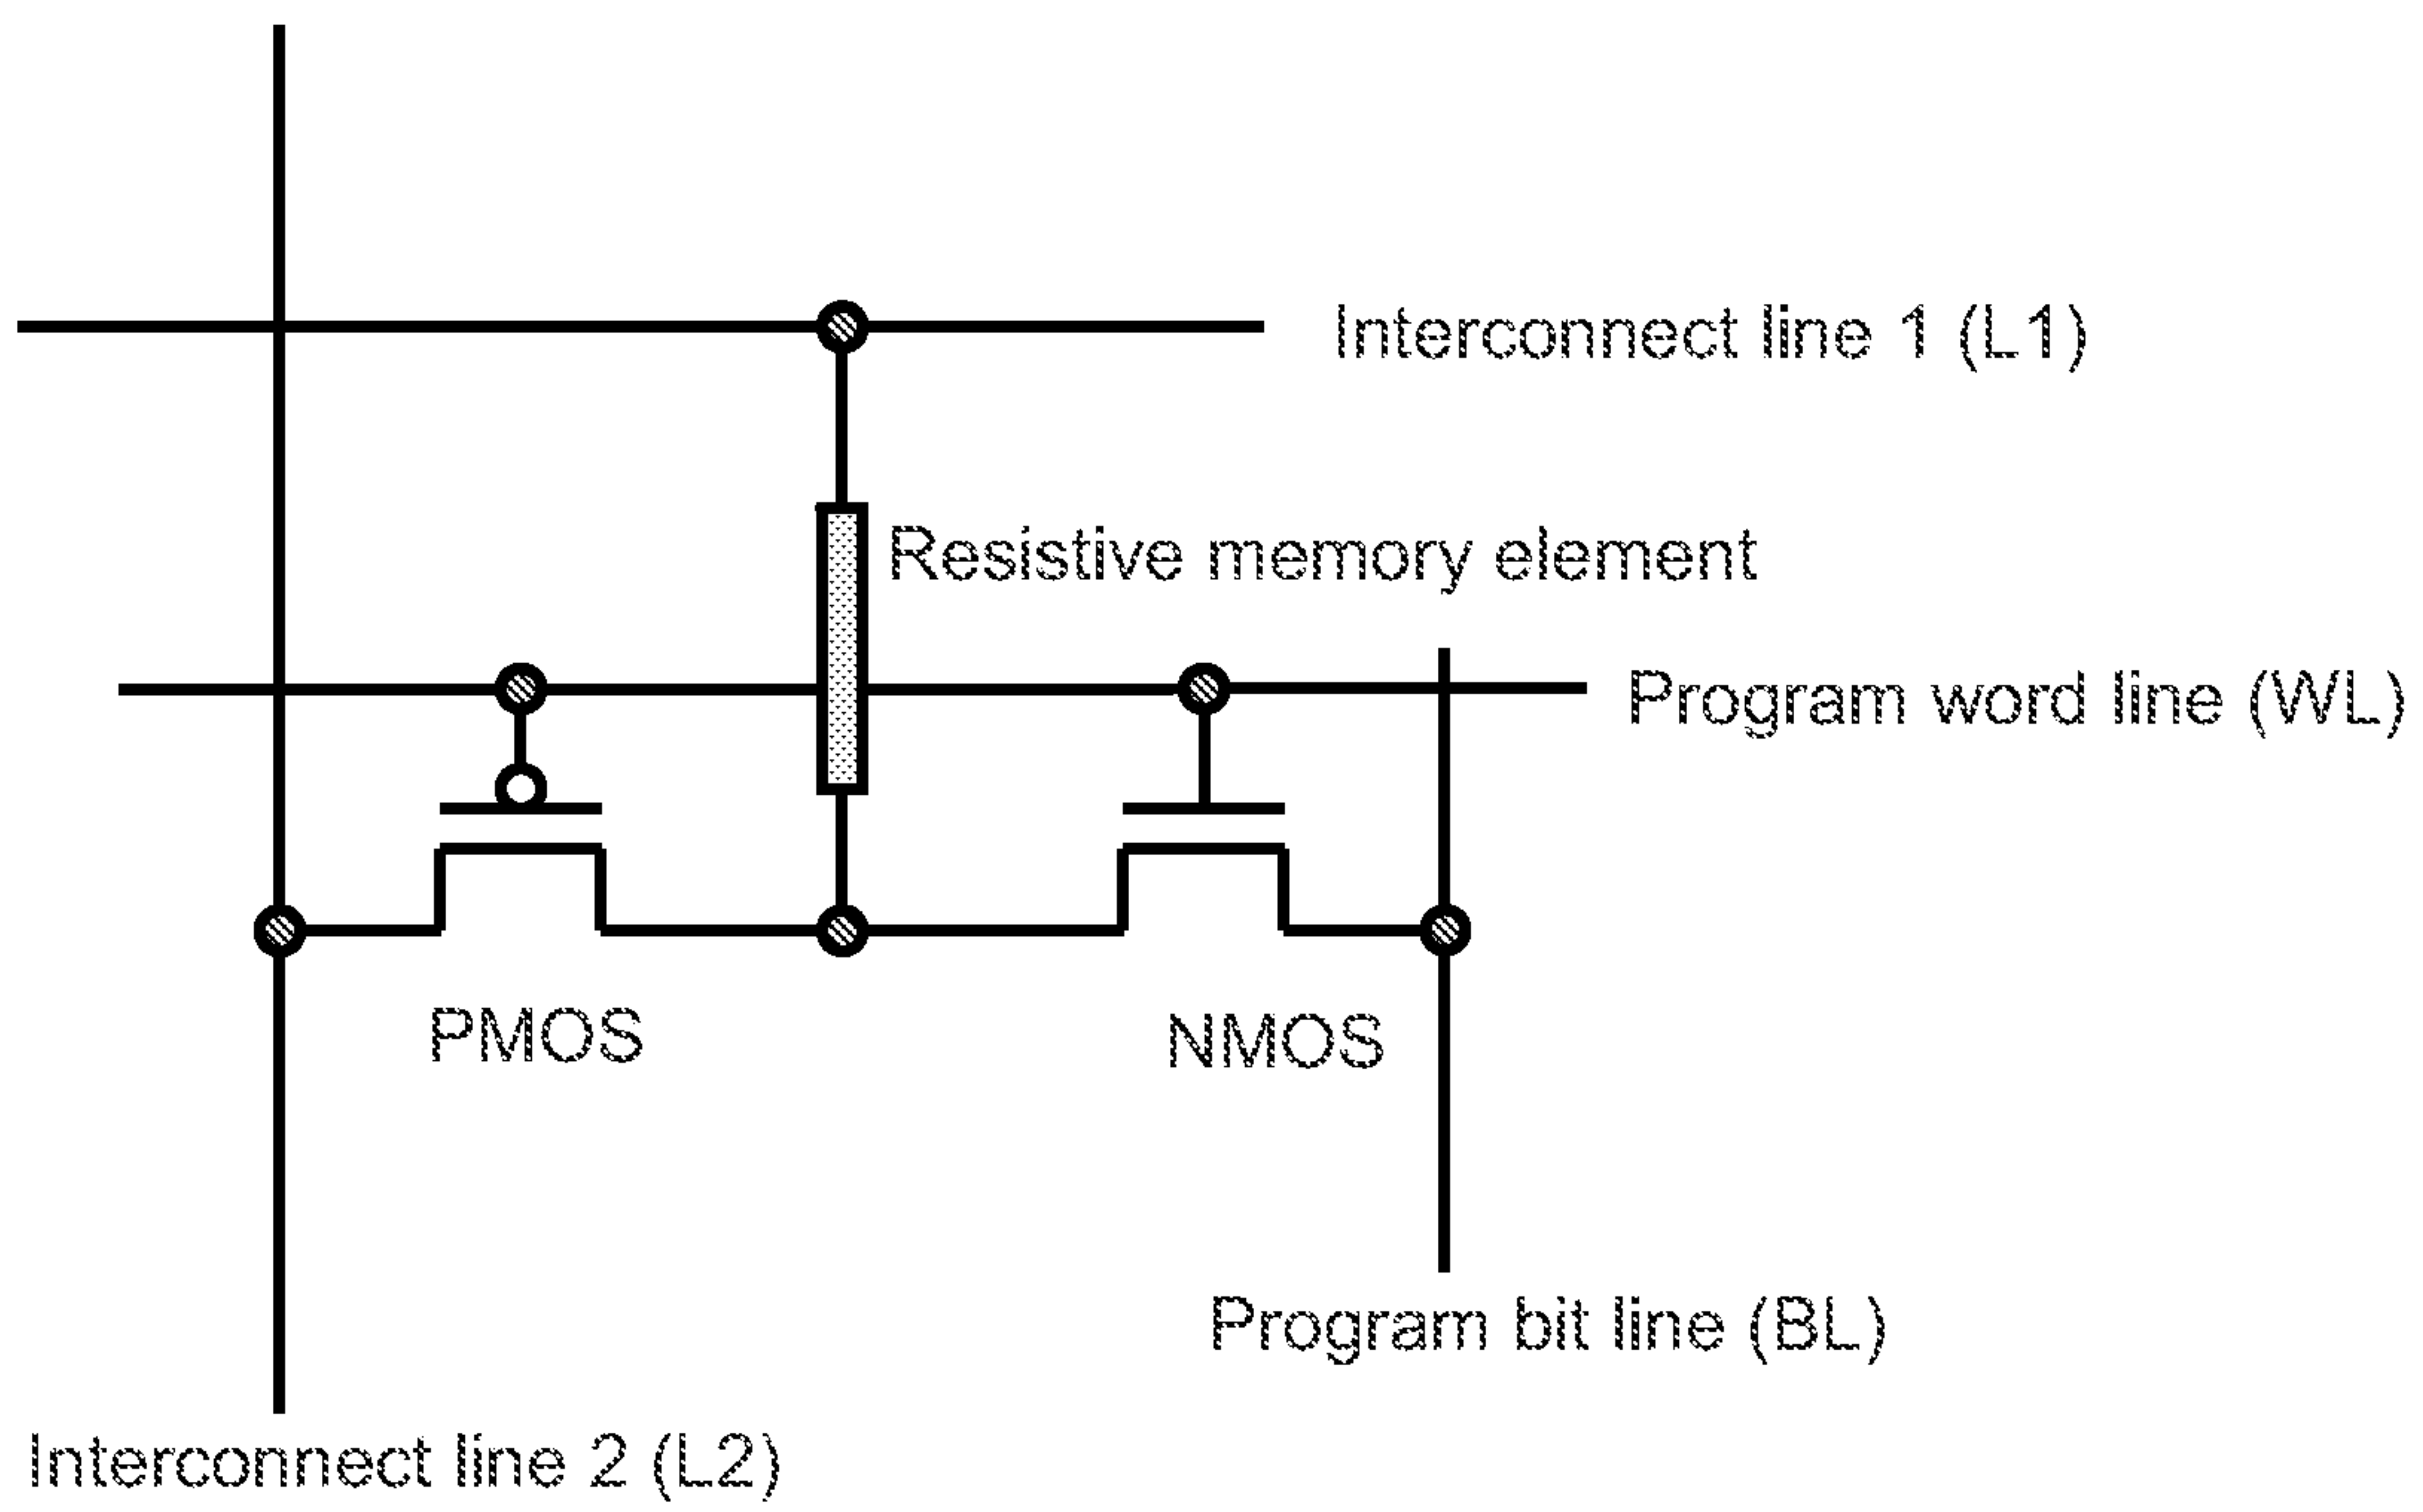 Interconnect line 1 (L1)
Resistive memory element
Program word line (WL)
PMOS
NMOS
Program bit line (BL)
Interconnect line 2 (L2)